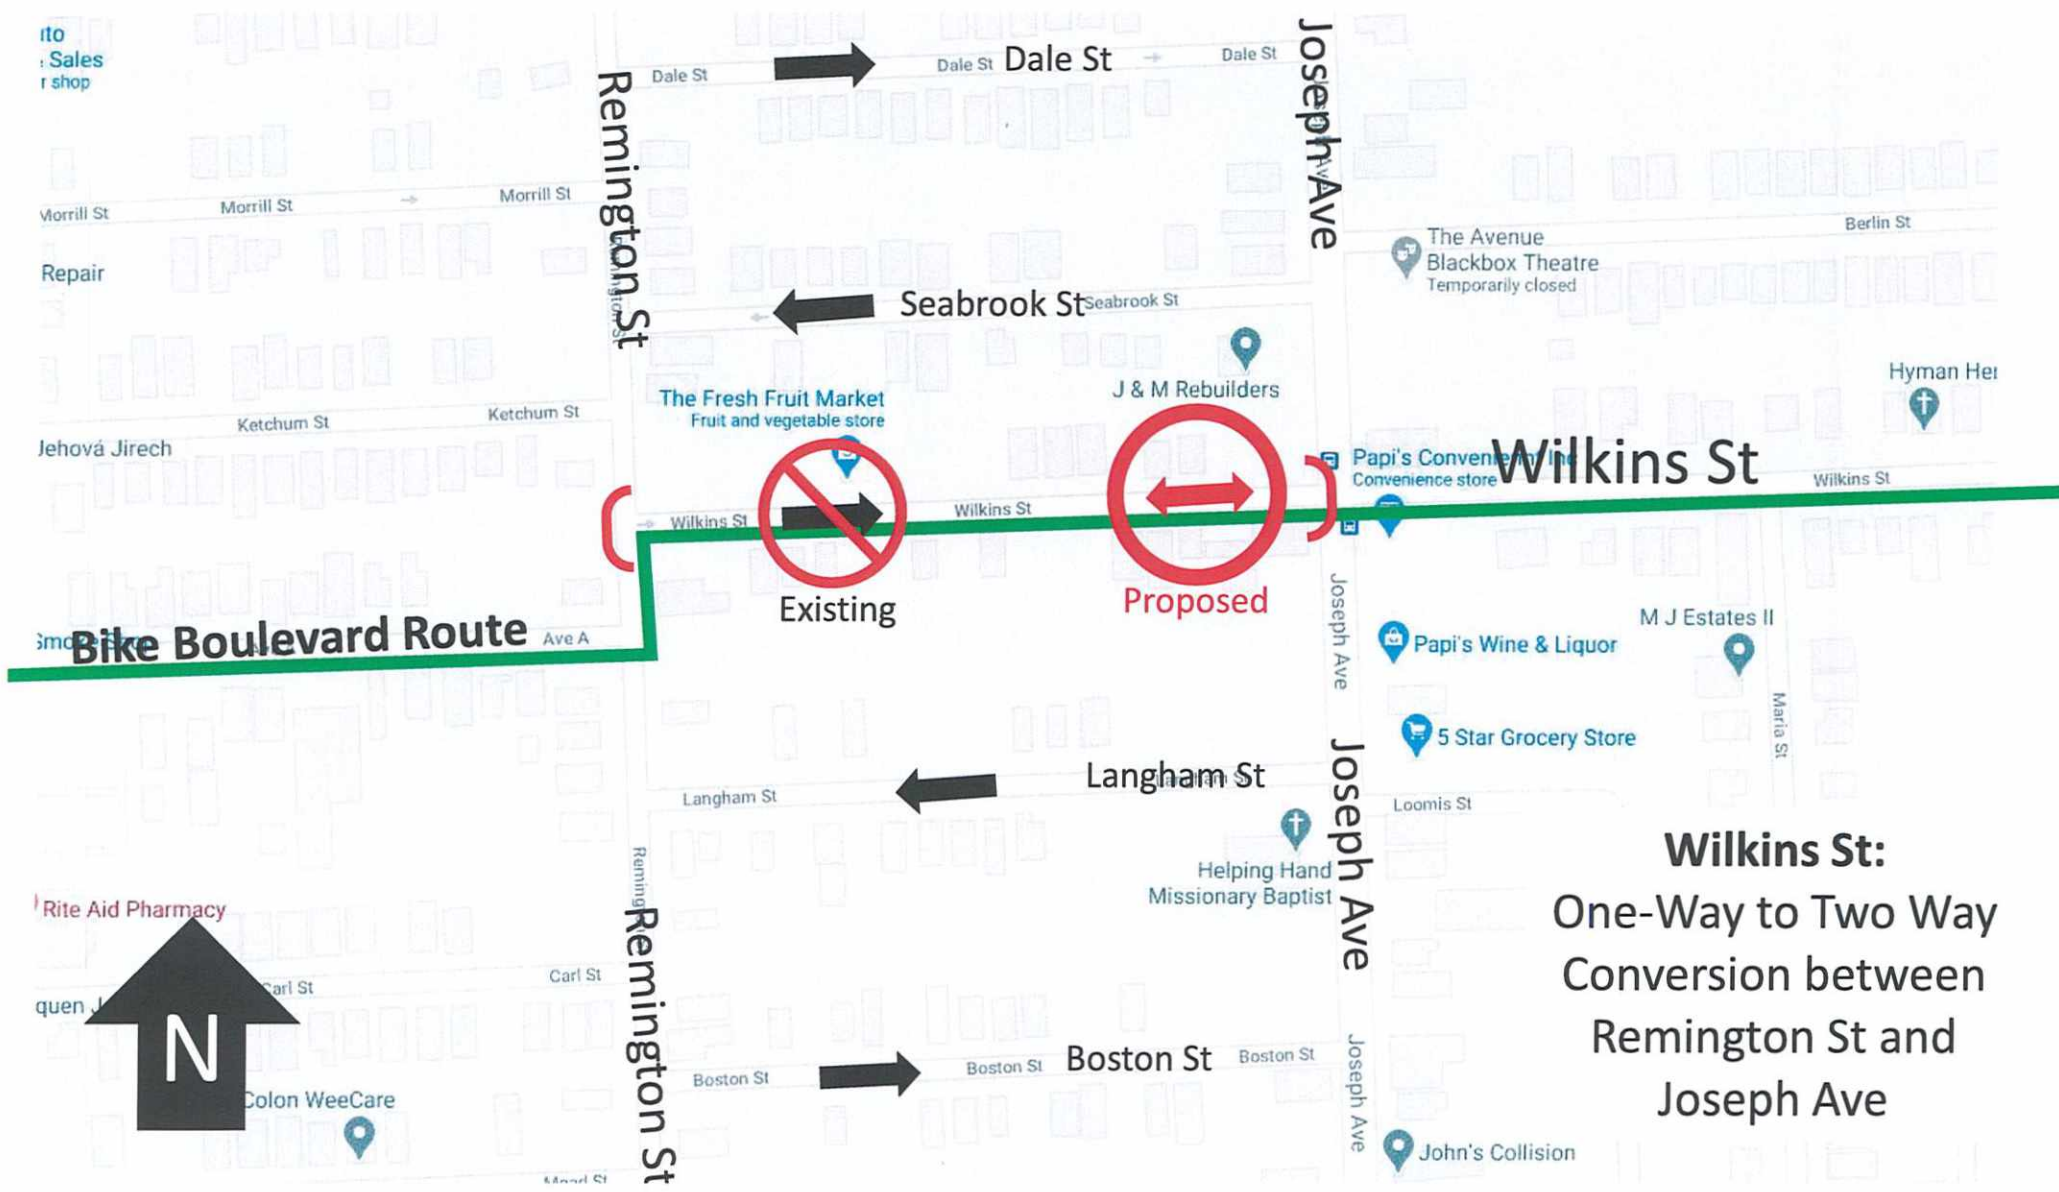 ito
Sales
r shop
Dale St
Dale St
Dale St
Dale St
Remington St
Joseph Ave
Morrill St
Morrill St
Morrill St
Berlin St
The Avenue
Blackbox Theatre
Temporarily closed
Repair
Seabrook St
Seabrook St
J & M Rebuilders
The Fresh Fruit Market
Fruit and vegetable store
Hyman Her
Ketchum St
Ketchum St
Jehová Jirech
Papi's Convenient Inc
Convenience store
Wilkins St
Wilkins St
Wilkins St
Wilkins St
Existing
Proposed
Bike Boulevard Route
Ave A
Joseph Ave
M J Estates II
Papi's Wine & Liquor
Maria St
5 Star Grocery Store
Langham St
Langham St
Loomis St
Joseph Ave
Helping Hand
Missionary Baptist
Wilkins St:
One-Way to Two Way
Conversion between
Remington St and
Joseph Ave
Rite Aid Pharmacy
Remington St
Carl St
Carl St
quen J
N
Boston St
Boston St
Boston St
Boston St
Joseph Ave
Colon WeeCare
John's Collision